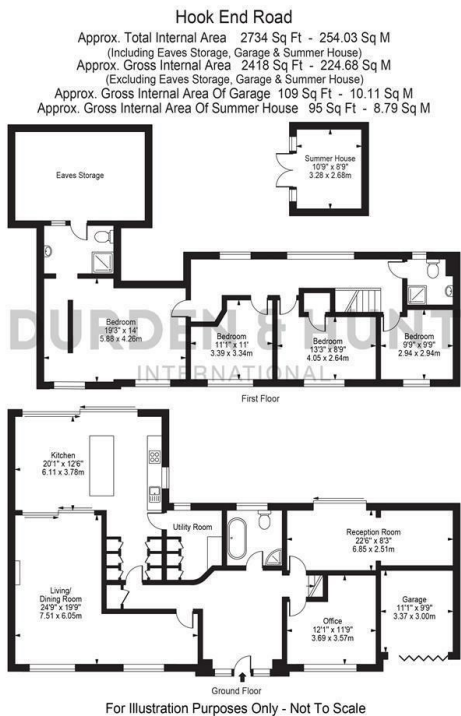 Hook End Road
Approx. Total Internal Area 2734 Sq Ft - 254.03 Sq M
(Including Eaves Storage, Garage & Summer House)
Approx. Gross Internal Area 2418 Sq Ft - 224.68 Sq M
(Excluding Eaves Storage, Garage & Summer House)
Approx. Gross Internal Area Of Garage 109 Sq Ft - 10.11 Sq M
Approx. Gross Internal Area Of Summer House 95 Sq Ft - 8.79 Sq M
Eaves Storage
Summer House
10'9" x 8'9"
3.28 x 2.68m
DURDEN & HUNT
INTERNATIONAL
Bedroom
19'3" x 14'
5.88 x 4.26m
Bedroom
11'1" x 11'
3.39 x 3.34m
Bedroom
13'3" x 8'9"
4.05 x 2.64m
Bedroom
9'9" x 9'9"
2.94 x 2.94m
First Floor
Kitchen
20'1" x 12'6"
6.11 x 3.78m
Utility Room
Reception Room
22'6" x 8'3"
6.85 x 2.51m
Living/
Dining Room
24'9" x 19'9"
7.51 x 6.05m
Office
12'1" x 11'9"
3.69 x 3.57m
Garage
11'1" x 9'9"
3.37 x 3.00m
Ground Floor
For Illustration Purposes Only - Not To Scale